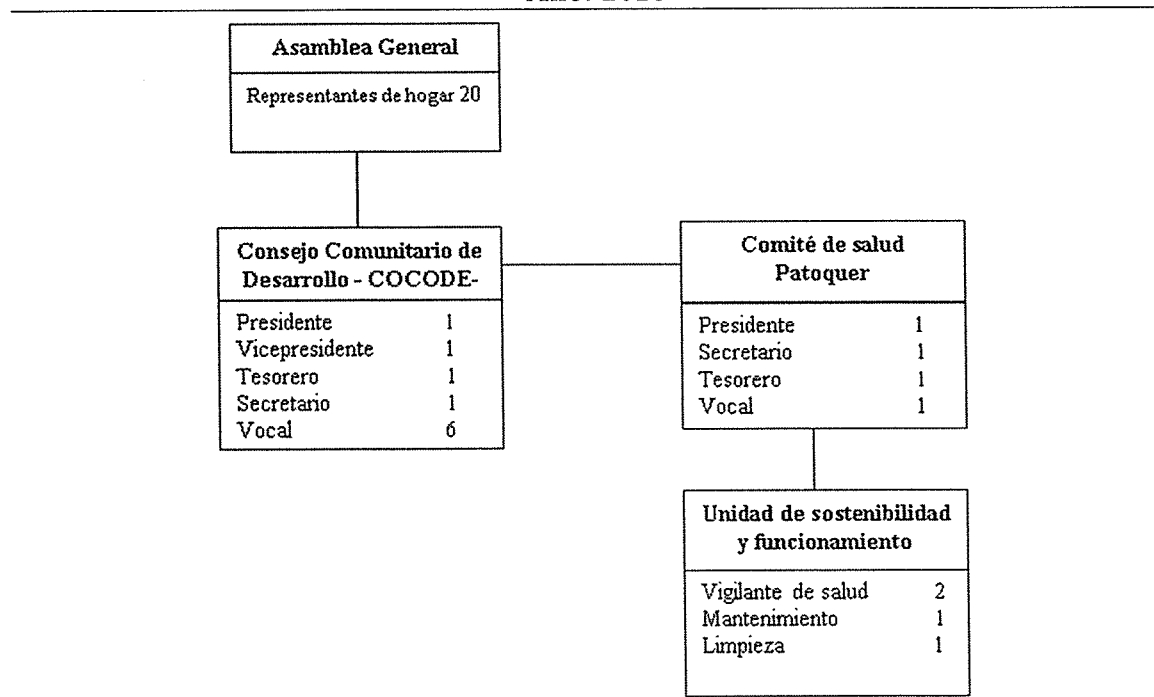 Asamblea General
Representantes de hogar 20
Consejo Comunitario de
Desarrollo - COCODE-
Presidente 1
Vicepresidente 1
Tesorero 1
Secretario 1
Vocal 6
Comité de salud
Patoquer
Presidente 1
Secretario 1
Tesorero 1
Vocal 1
Unidad de sostenibilidad
y funcionamiento
Vigilante de salud 2
Mantenimiento 1
Limpieza 1